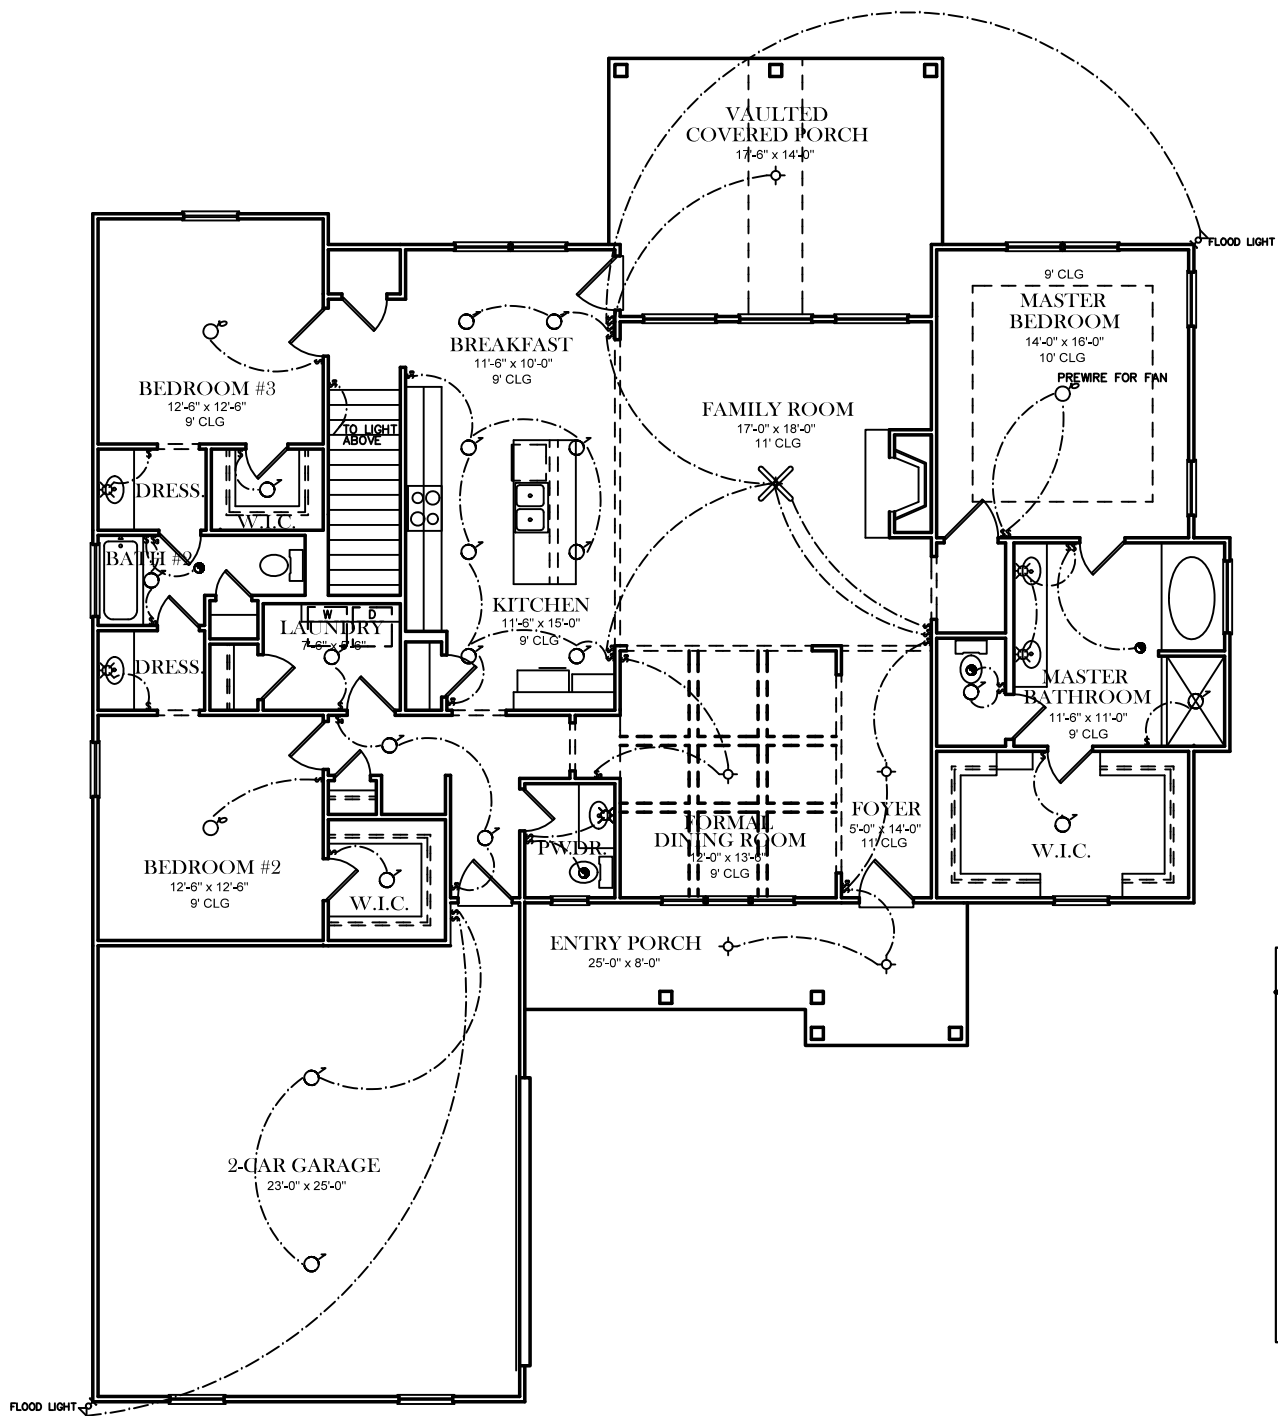 VAULTED
COVERED PORCH
17'-6" x 14'-0"
FLOOD LIGHT
9' CLG
MASTER
BEDROOM
14'-0" x 16'-0"
10' CLG
PREWIRE FOR FAN
BREAKFAST
11'-6" x 10'-0"
9' CLG
BEDROOM #3
12'-6" x 12'-6"
9' CLG
FAMILY ROOM
17'-0" x 18'-0"
11' CLG
TO LIGHT
ABOVE
DRESS.
W.I.C.
BATH #2
W
D
LAUNDRY
7'-6" x 5'-6"
KITCHEN
11'-6" x 15'-0"
9' CLG
DRESS.
MASTER
BATHROOM
11'-6" x 11'-0"
9' CLG
FOYER
5'-0" x 14'-0"
11' CLG
FORMAL
DINING ROOM
12'-0" x 13'-6"
9' CLG
PWDR.
W.I.C.
BEDROOM #2
12'-6" x 12'-6"
9' CLG
W.I.C.
ENTRY PORCH
25'-0" x 8'-0"
2-CAR GARAGE
23'-0" x 25'-0"
FLOOD LIGHT